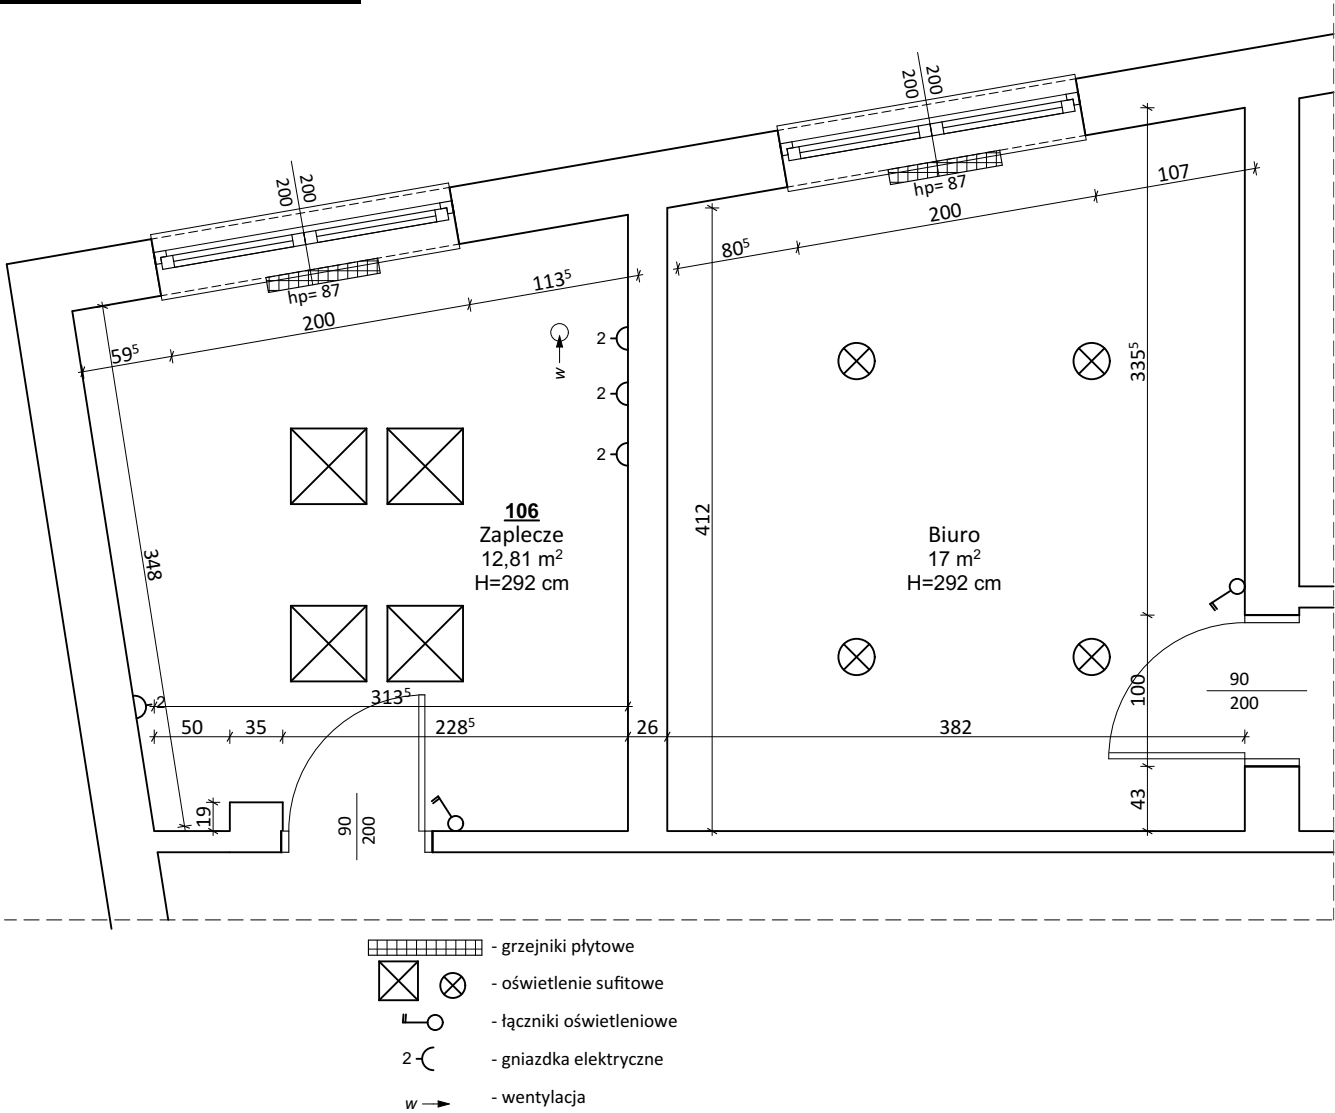 200
200
200
200
hp= 87
hp= 87
107
200
80⁵
113⁵
200
59⁵
2
2
2
w
335⁵
348
412
106
Zaplecze
12,81 m²
H=292 cm
Biuro
17 m²
H=292 cm
2
313⁵
50
35
228⁵
26
382
100
90
200
43
19
90
200
- grzejniki płytowe
- oświetlenie sufitowe
- łączniki oświetleniowe
2 - gniazdka elektryczne
w - wentylacja